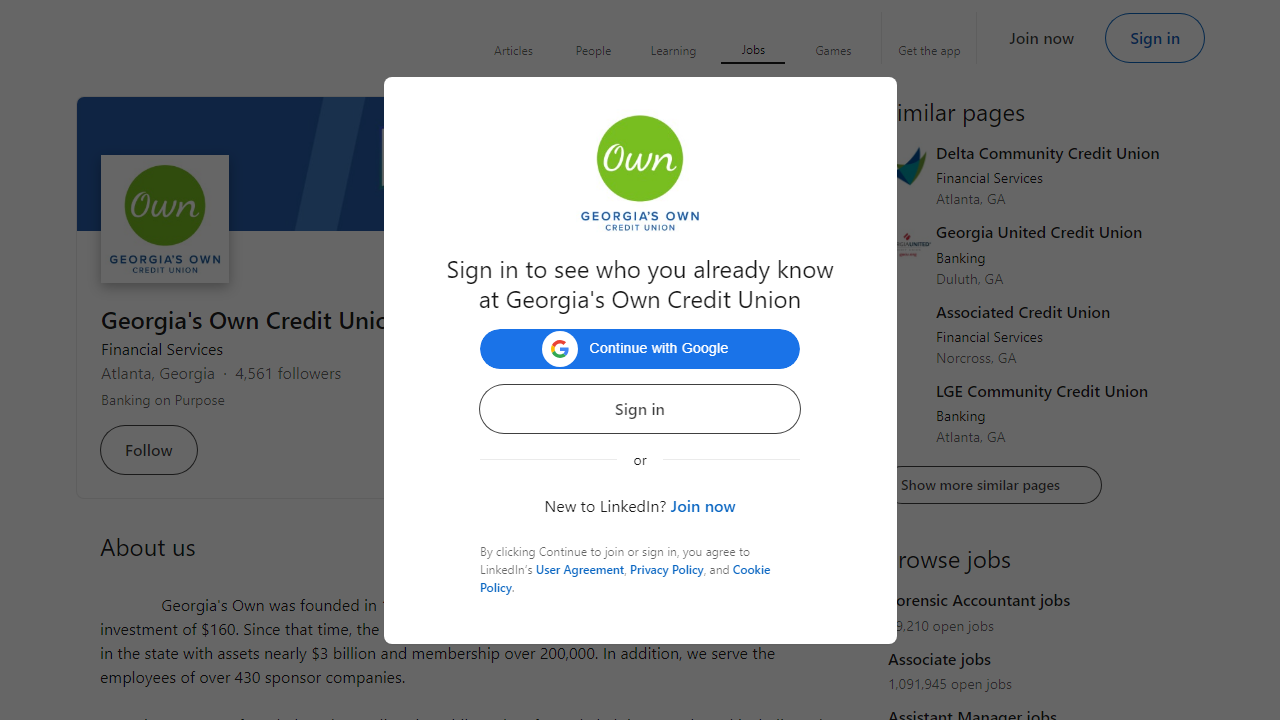 Articles
People
Learning
Jobs
Games
Get the app
Join now
Sign in
Own
GEORGIA'S OWN
CREDIT UNION
Georgia's Own Credit
Financial Services
Atlanta, Georgia · 4,561 followers
Banking on Purpose
Follow
About us
Georgia's Own was founded in
investment of $160. Since that time, the
in the state with assets nearly $3 billion and membership over 200,000. In addition, we serve the
employees of over 430 sponsor companies.
Own
GEORGIA'S OWN
CREDIT UNION
Sign in to see who you already know
at Georgia's Own Credit Union
Continue with Google
Sign in
or
New to LinkedIn? Join now
By clicking Continue to join or sign in, you agree to
LinkedIn's User Agreement, Privacy Policy, and Cookie
Policy.
imilar pages
Delta Community Credit Union
Financial Services
Atlanta, GA
Georgia United Credit Union
Banking
Duluth, GA
Associated Credit Union
Financial Services
Norcross, GA
LGE Community Credit Union
Banking
Atlanta, GA
Show more similar pages
rowse jobs
orensic Accountant jobs
9,210 open jobs
Associate jobs
1,091,945 open jobs
Assistant Manager jobs